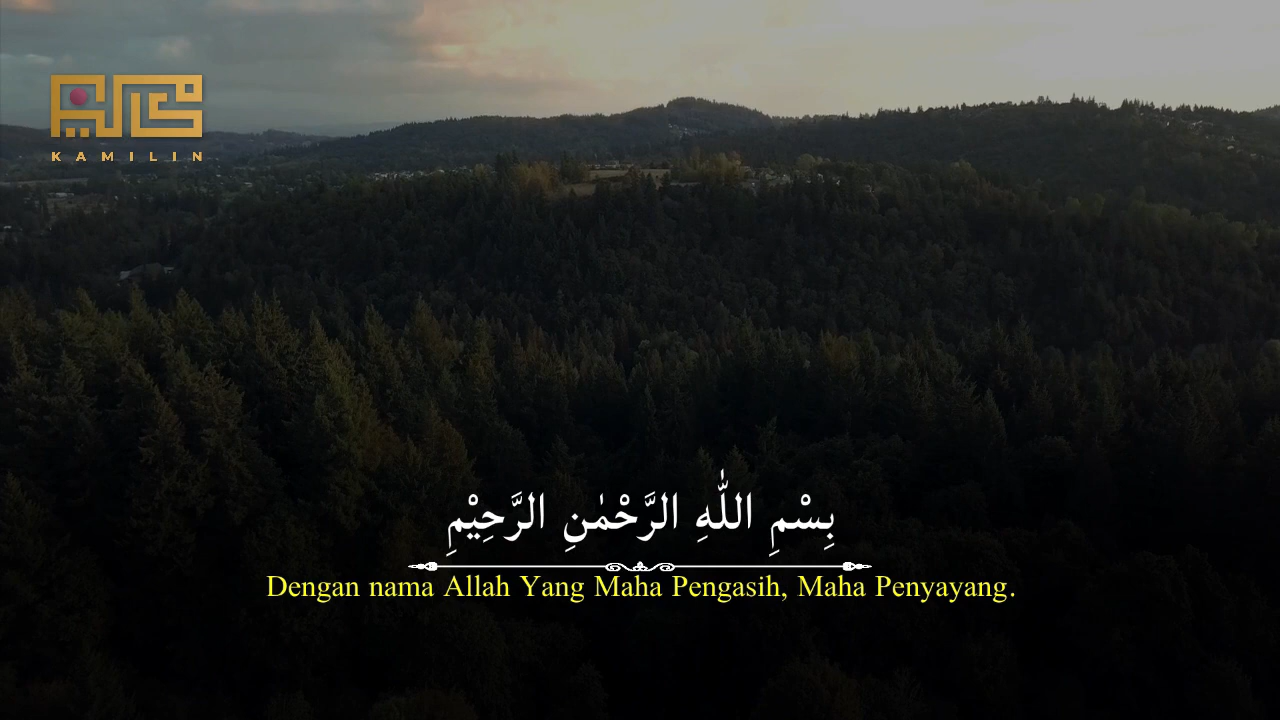 KAMILIN
بِسْمِ اللّٰهِ الرَّحْمٰنِ الرَّحِيْمِ
Dengan nama Allah Yang Maha Pengasih, Maha Penyayang.